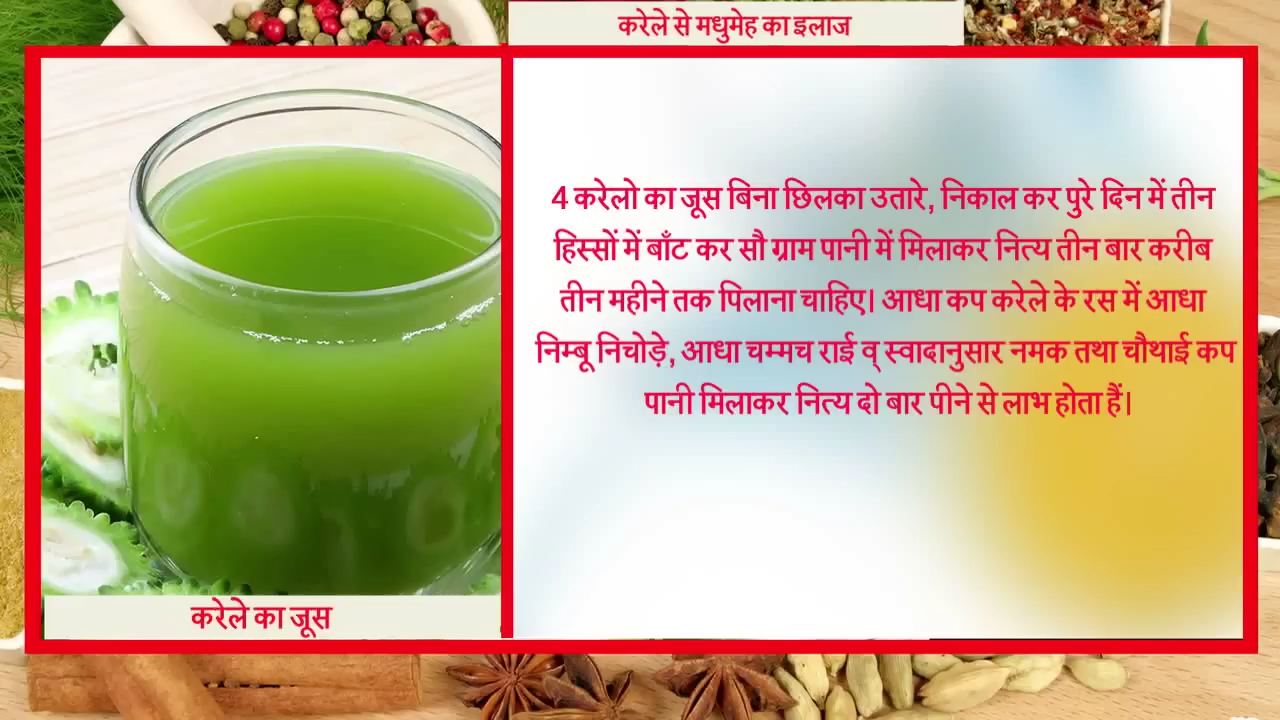 करेले से मधुमेह का इलाज
4 करेलो का जूस बिना छिलका उतारे, निकाल कर पुरे दिन में तीन
हिस्सों में बाँट कर सौ ग्राम पानी में मिलाकर नित्य तीन बार करीब
तीन महीने तक पिलाना चाहिए। आधा कप करेले के रस में आधा
निम्बू निचोड़े, आधा चम्मच राई व् स्वादानुसार नमक तथा चौथाई कप
पानी मिलाकर नित्य दो बार पीने से लाभ होता हैं।
करेले का जूस